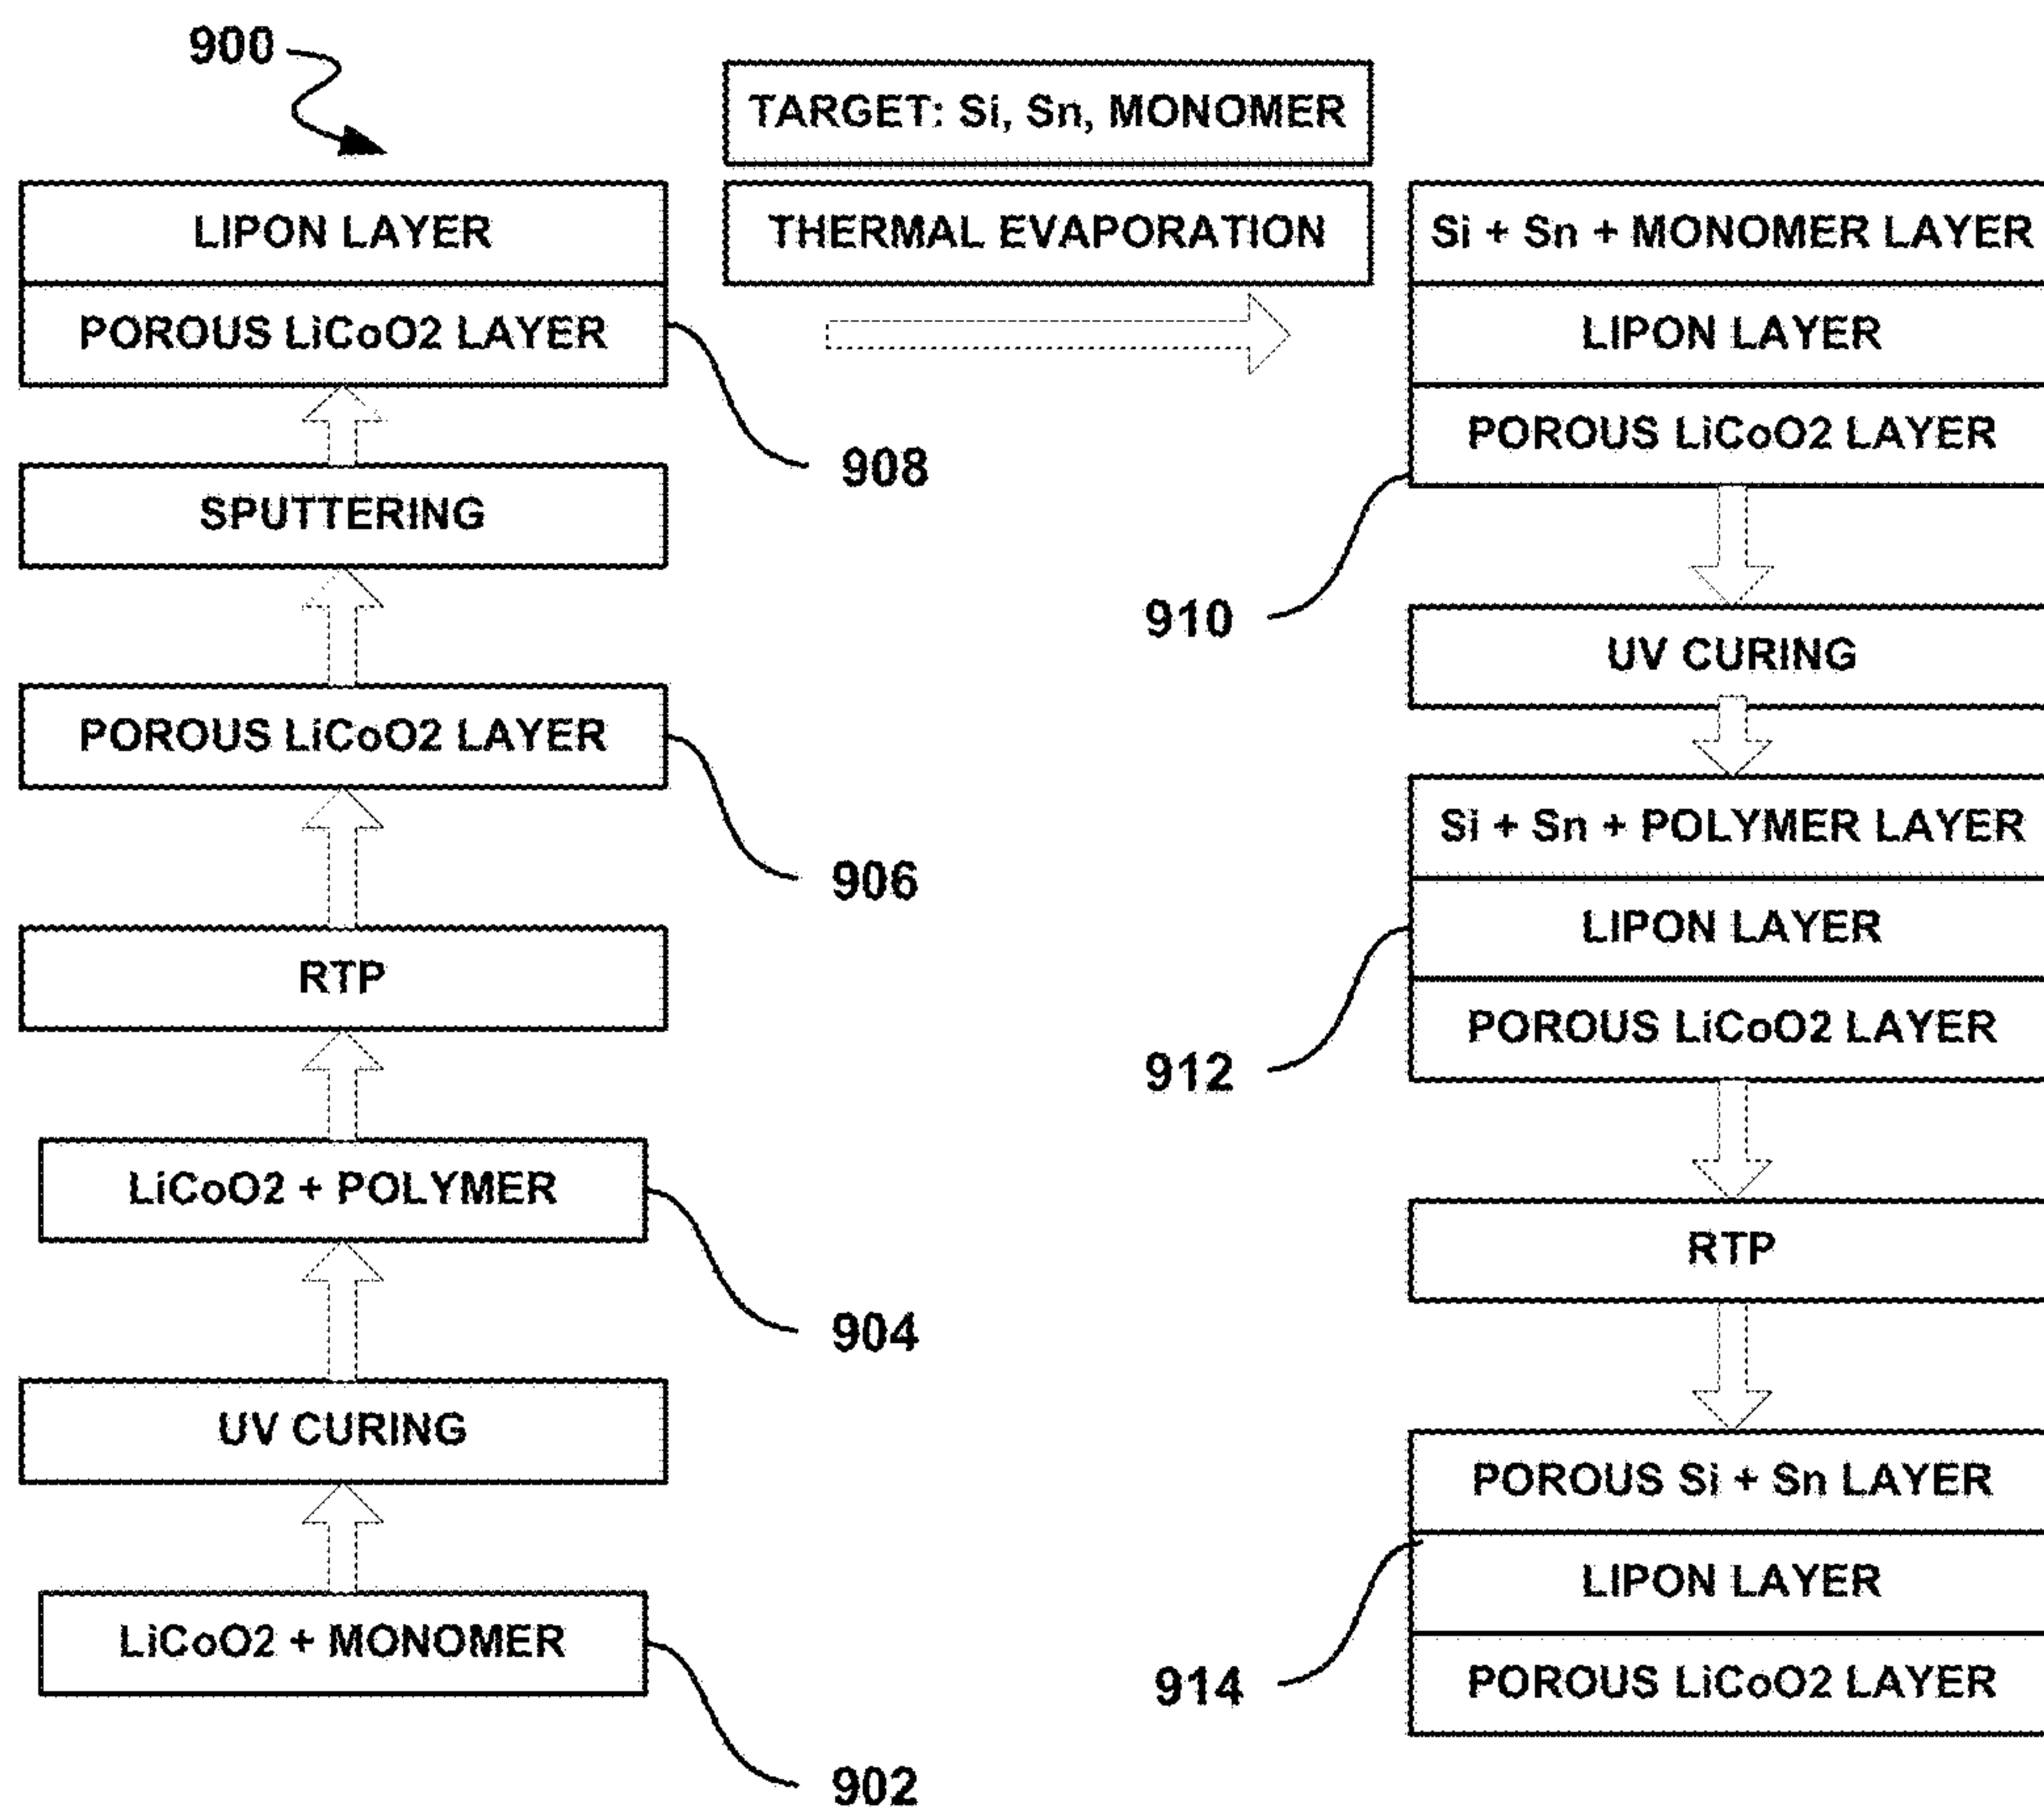 900
TARGET: Si, Sn, MONOMER
THERMAL EVAPORATION
LIPON LAYER
POROUS LiCoO2 LAYER
908
SPUTTERING
POROUS LiCoO2 LAYER
906
RTP
LiCoO2 + POLYMER
904
UV CURING
LiCoO2 + MONOMER
902
Si + Sn + MONOMER LAYER
LIPON LAYER
POROUS LiCoO2 LAYER
910
UV CURING
Si + Sn + POLYMER LAYER
LIPON LAYER
912
POROUS LiCoO2 LAYER
RTP
POROUS Si + Sn LAYER
LIPON LAYER
914
POROUS LiCoO2 LAYER